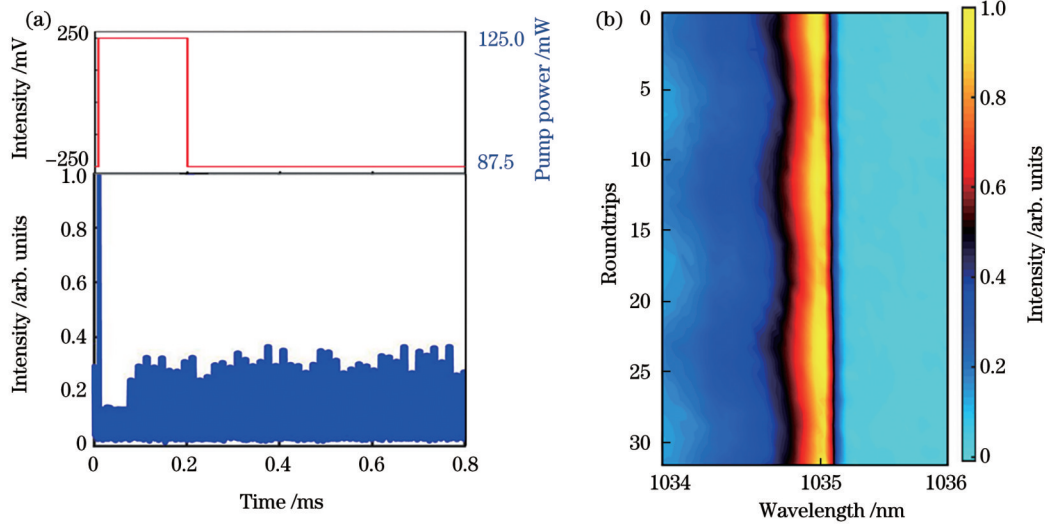 (a)
250
-250
Intensity /mV
125.0
87.5
Pump power /mW
1.0
0.8
0.6
0.4
0.2
0
Intensity /arb. units
0 0.2 0.4 0.6 0.8
Time /ms
(b)
0
5
10
15
20
25
30
Roundtrips
1034 1035 1036
Wavelength /nm
1.0
0.8
0.6
0.4
0.2
0
Intensity /arb. units